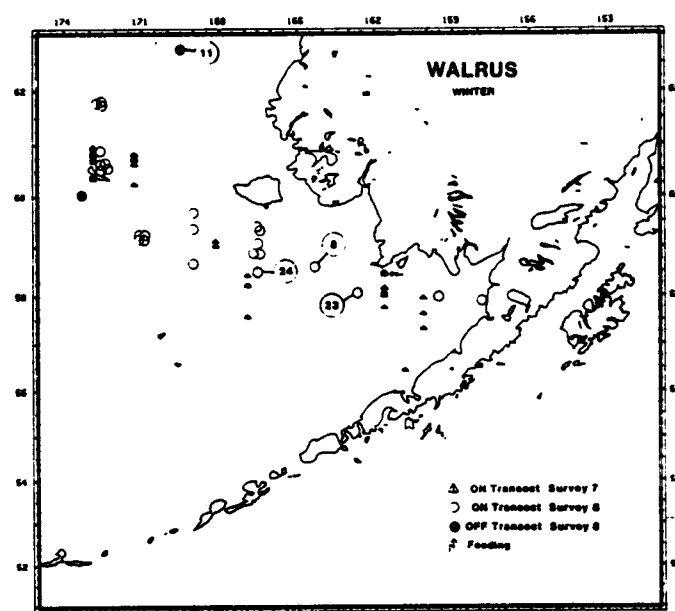 174 171 168 165 162 159 156 153
11
WALRUS
WINTER
62
60
8
24
58
33
56
54
52
ON Transect Survey 7
ON Transect Survey 8
OFF Transect Survey 8
Feeding